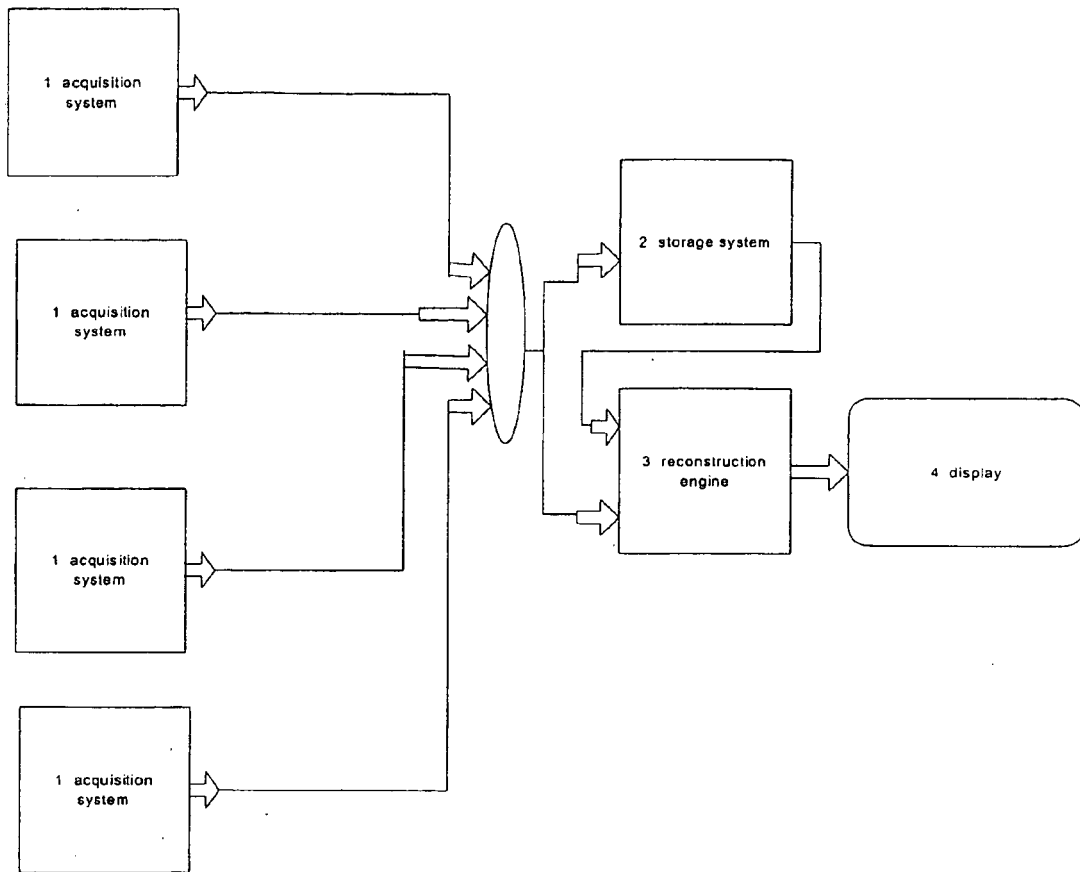 1 acquisition
system
1 acquisition
system
1 acquisition
system
1 acquisition
system
2 storage system
3 reconstruction
engine
4 display